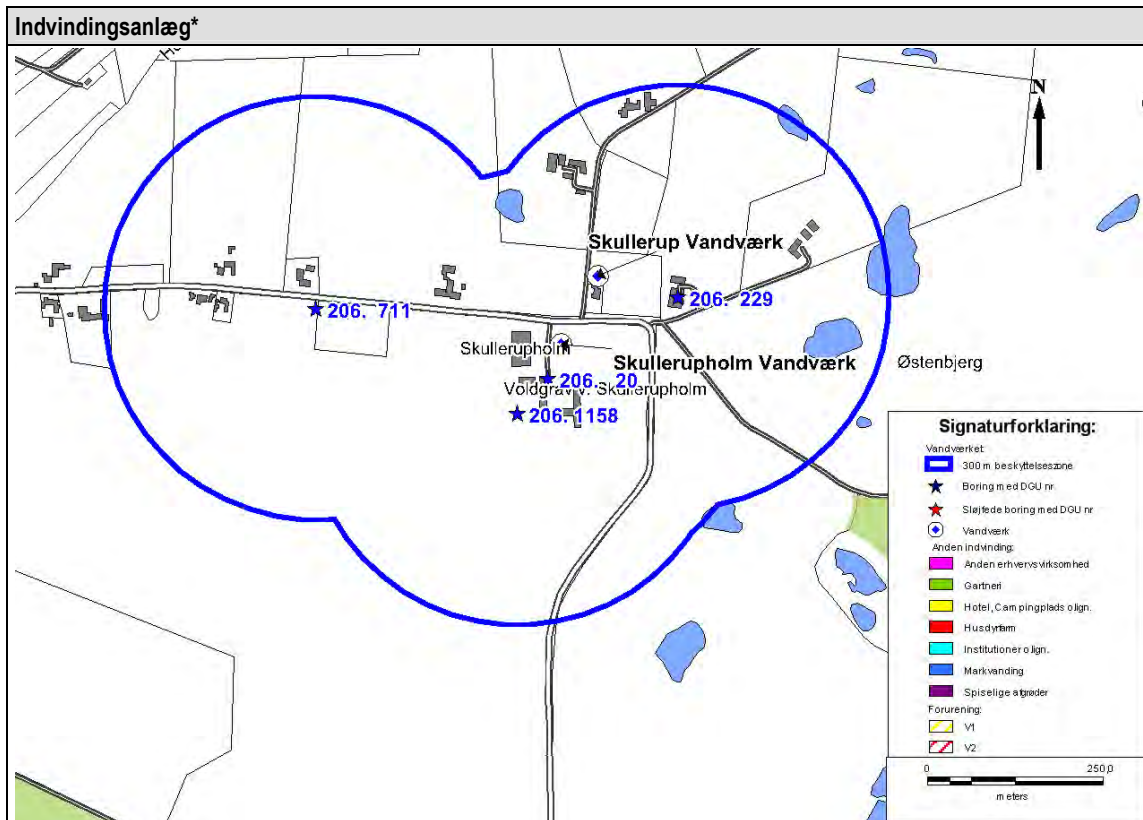 Indvindingsanlæg*
N
Skullerup Vandværk
206. 229
206. 711
Skullerupholm
Skullerupholm Vandværk
Østenbjerg
206. 20
Voldgrav v. Skullerupholm
206. 1158
Signaturforklaring:
Vandværket:
300 m beskyttelseszone
Boring med DGU nr
Sløjfede boring med DGU nr
Vandværk
Anden indvinding:
Anden erhvervsvirksomhed
Gartneri
Hotel, Campingplads o.lign.
Husdyrfarm
Institutioner o.lign.
Markvanding
Spiselige afgrøder
Forurening:
V1
V2
0 250,0
meters